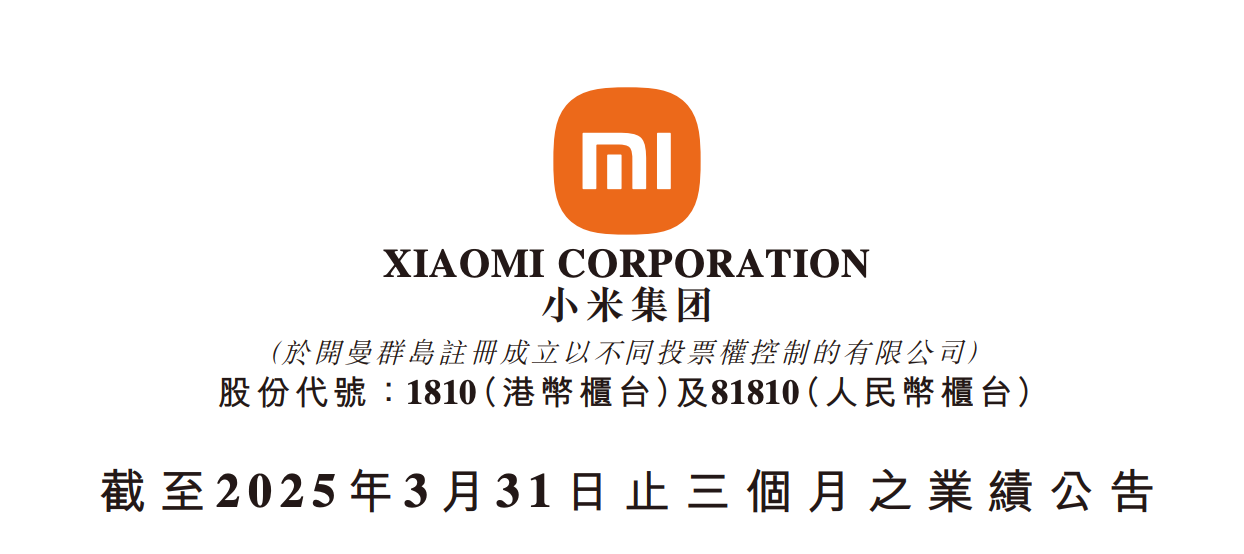 mi
XIAOMI CORPORATION
小米集团
(於開曼群島註冊成立以不同投票權控制的有限公司)
股份代號：1810(港幣櫃台)及81810(人民幣櫃台)
截至2025年3月31日止三個月之業績公告